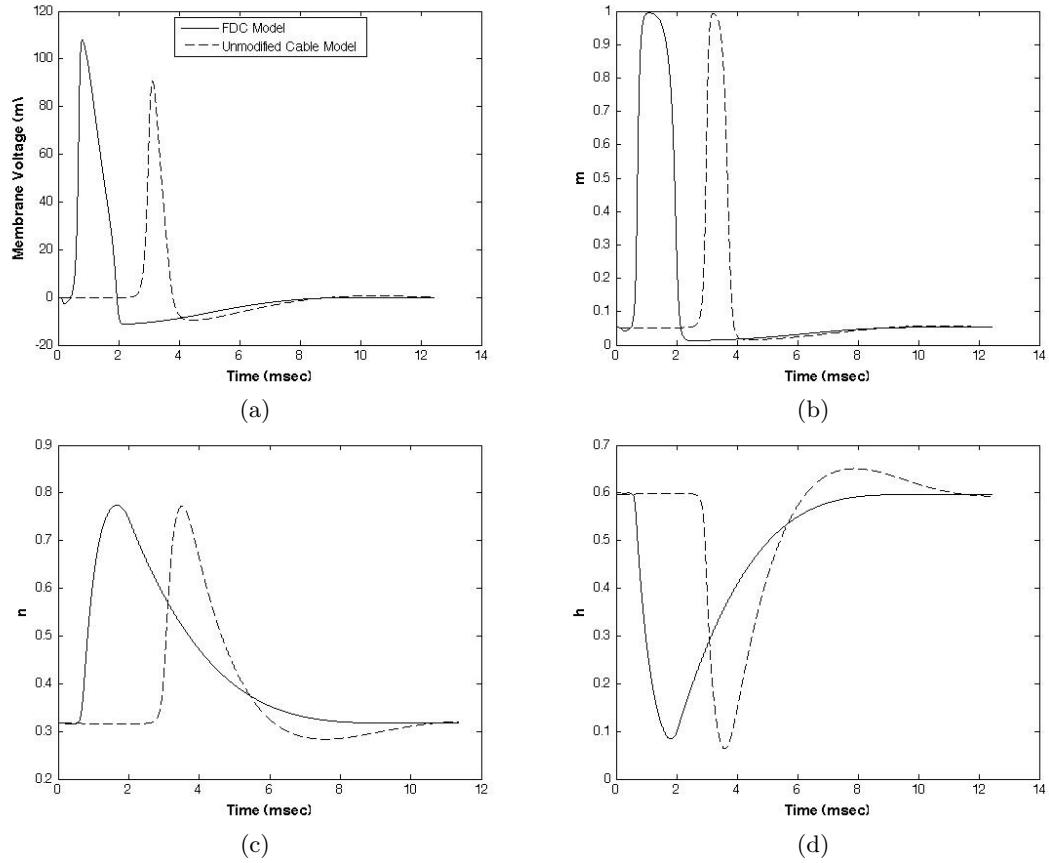 120
100
80
60
40
20
0
-20
Membrane Voltage (m\
FDC Model
Unmodified Cable Model
0 2 4 6 8 10 12 14
Time (msec)
(a)
1
0.9
0.8
0.7
0.6
0.5
0.4
0.3
0.2
0.1
0
m
0 2 4 6 8 10 12 14
Time (msec)
(b)
0.9
0.8
0.7
0.6
0.5
0.4
0.3
0.2
n
0 2 4 6 8 10 12
Time (msec)
(c)
0.7
0.6
0.5
0.4
0.3
0.2
0.1
0
h
0 2 4 6 8 10 12 14
Time (msec)
(d)